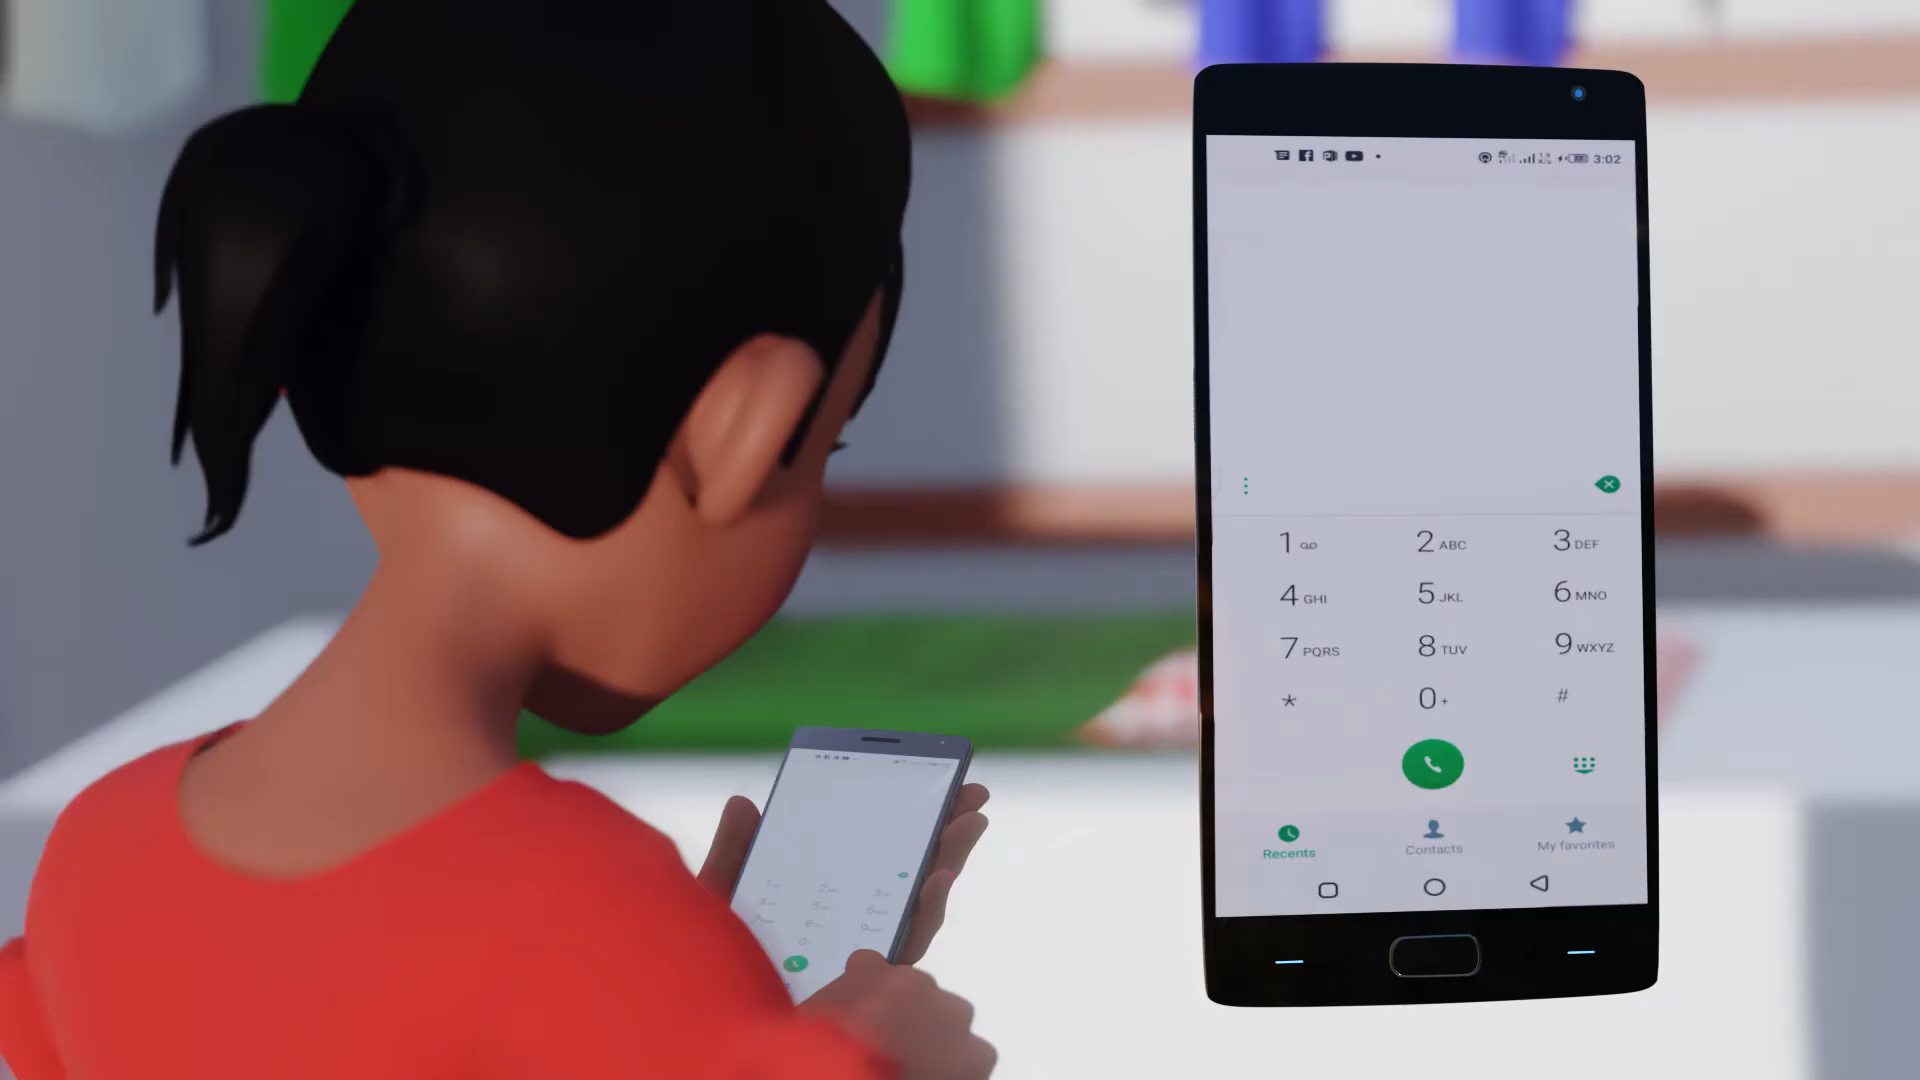 3:02
1
2 ABC
3 DEF
4 GHI
5 JKL
6 MNO
7 PQRS
8 TUV
9 WXYZ
*
0 +
#
Recents
Contacts
My favorites